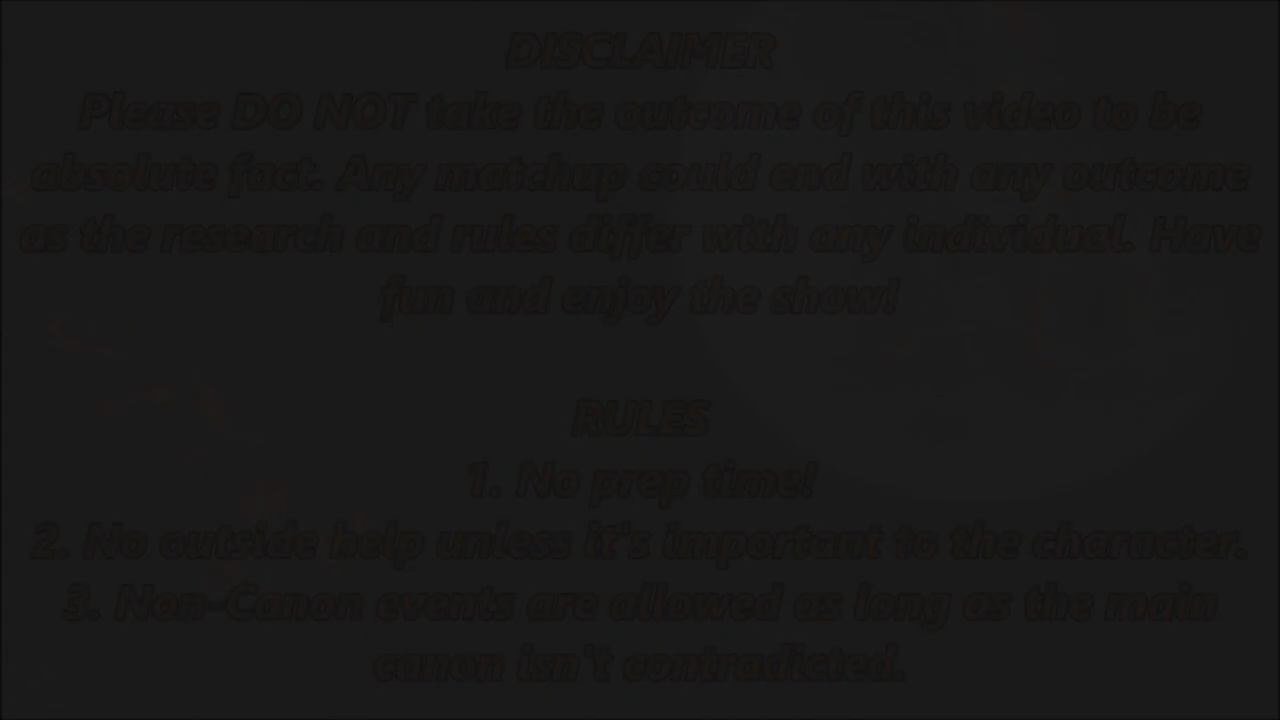 DISCLAIMER
Please DO NOT take the outcome of this video to be
absolute fact. Any matchup could end with any outcome
as the research and rules differ with any individual. Have
fun and enjoy the show!
RULES
1. No prep time!
2. No outside help unless it's important to the character.
3. Non-Canon events are allowed as long as the main
canon isn't contradicted.